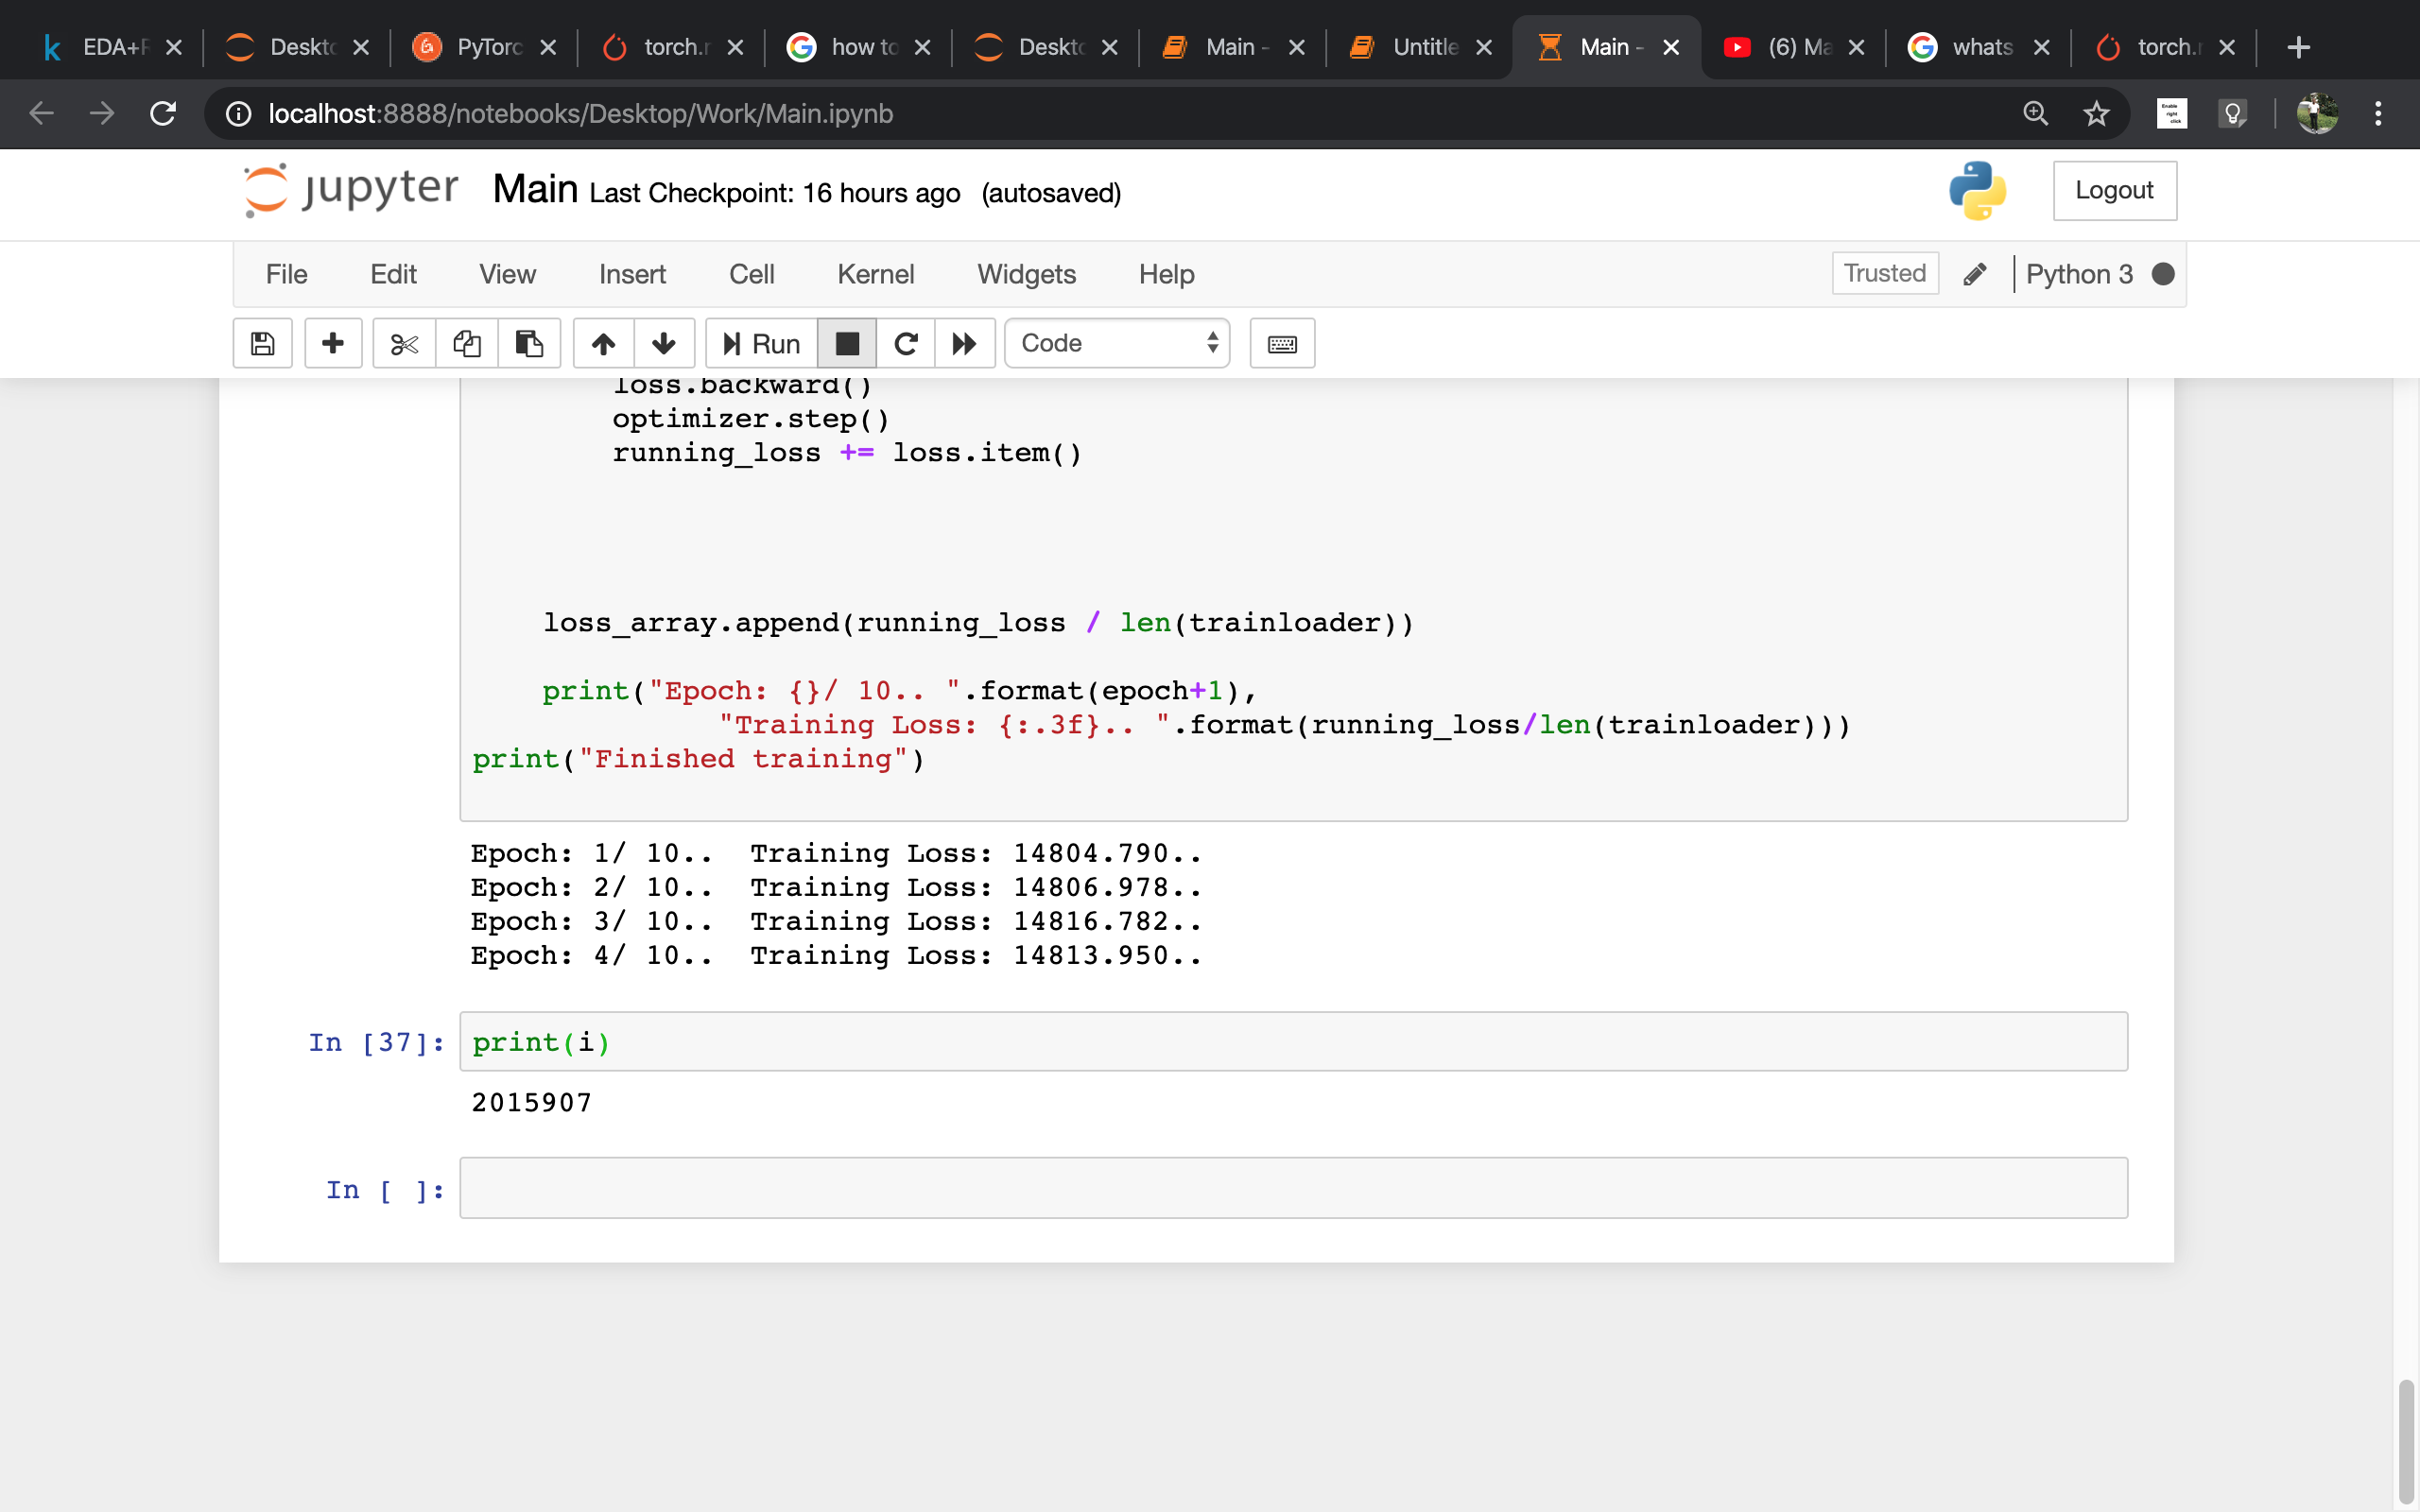 EDA+F
Deskto
PyTorc
torch.r
how to
Deskto
Main -
Untitle
Main -
(6) Ma
whats
torch.r
localhost:8888/notebooks/Desktop/Work/Main.ipynb
jupyter Main Last Checkpoint: 16 hours ago (autosaved)
Logout
File Edit View Insert Cell Kernel Widgets Help
Trusted
Python 3
Run
Code
loss.backward()
optimizer.step()
running_loss += loss.item()
loss_array.append(running_loss / len(trainloader))
print("Epoch: {}/ 10.. ".format(epoch+1),
"Training Loss: {:.3f}.. ".format(running_loss/len(trainloader)))
print("Finished training")
Epoch: 1/ 10..  Training Loss: 14804.790..
Epoch: 2/ 10..  Training Loss: 14806.978..
Epoch: 3/ 10..  Training Loss: 14816.782..
Epoch: 4/ 10..  Training Loss: 14813.950..
In [37]: print(i)
2015907
In [ ]: